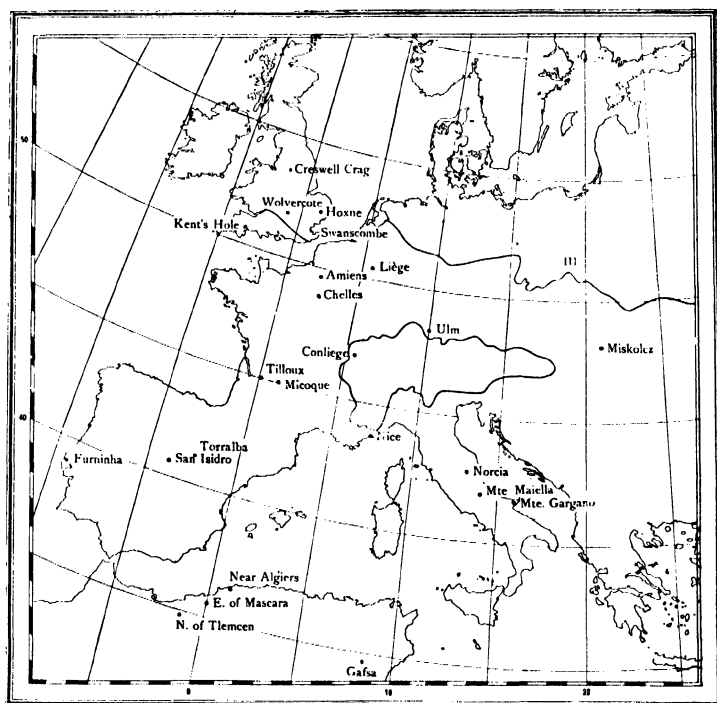 50
Creswell Crag
Wolvercote
Hoxne
Kent's Hole
Swanscombe
Amiens
Liège
III
Chelles
Ulm
Conliege
Miskolcz
Tilloux
Micoque
40
Torralba
Furninha
San Isidro
Norcia
Mte Maiella
Mte. Gargano
Near Algiers
E. of Mascara
N. of Tlemcen
Gafsa
0
10
20